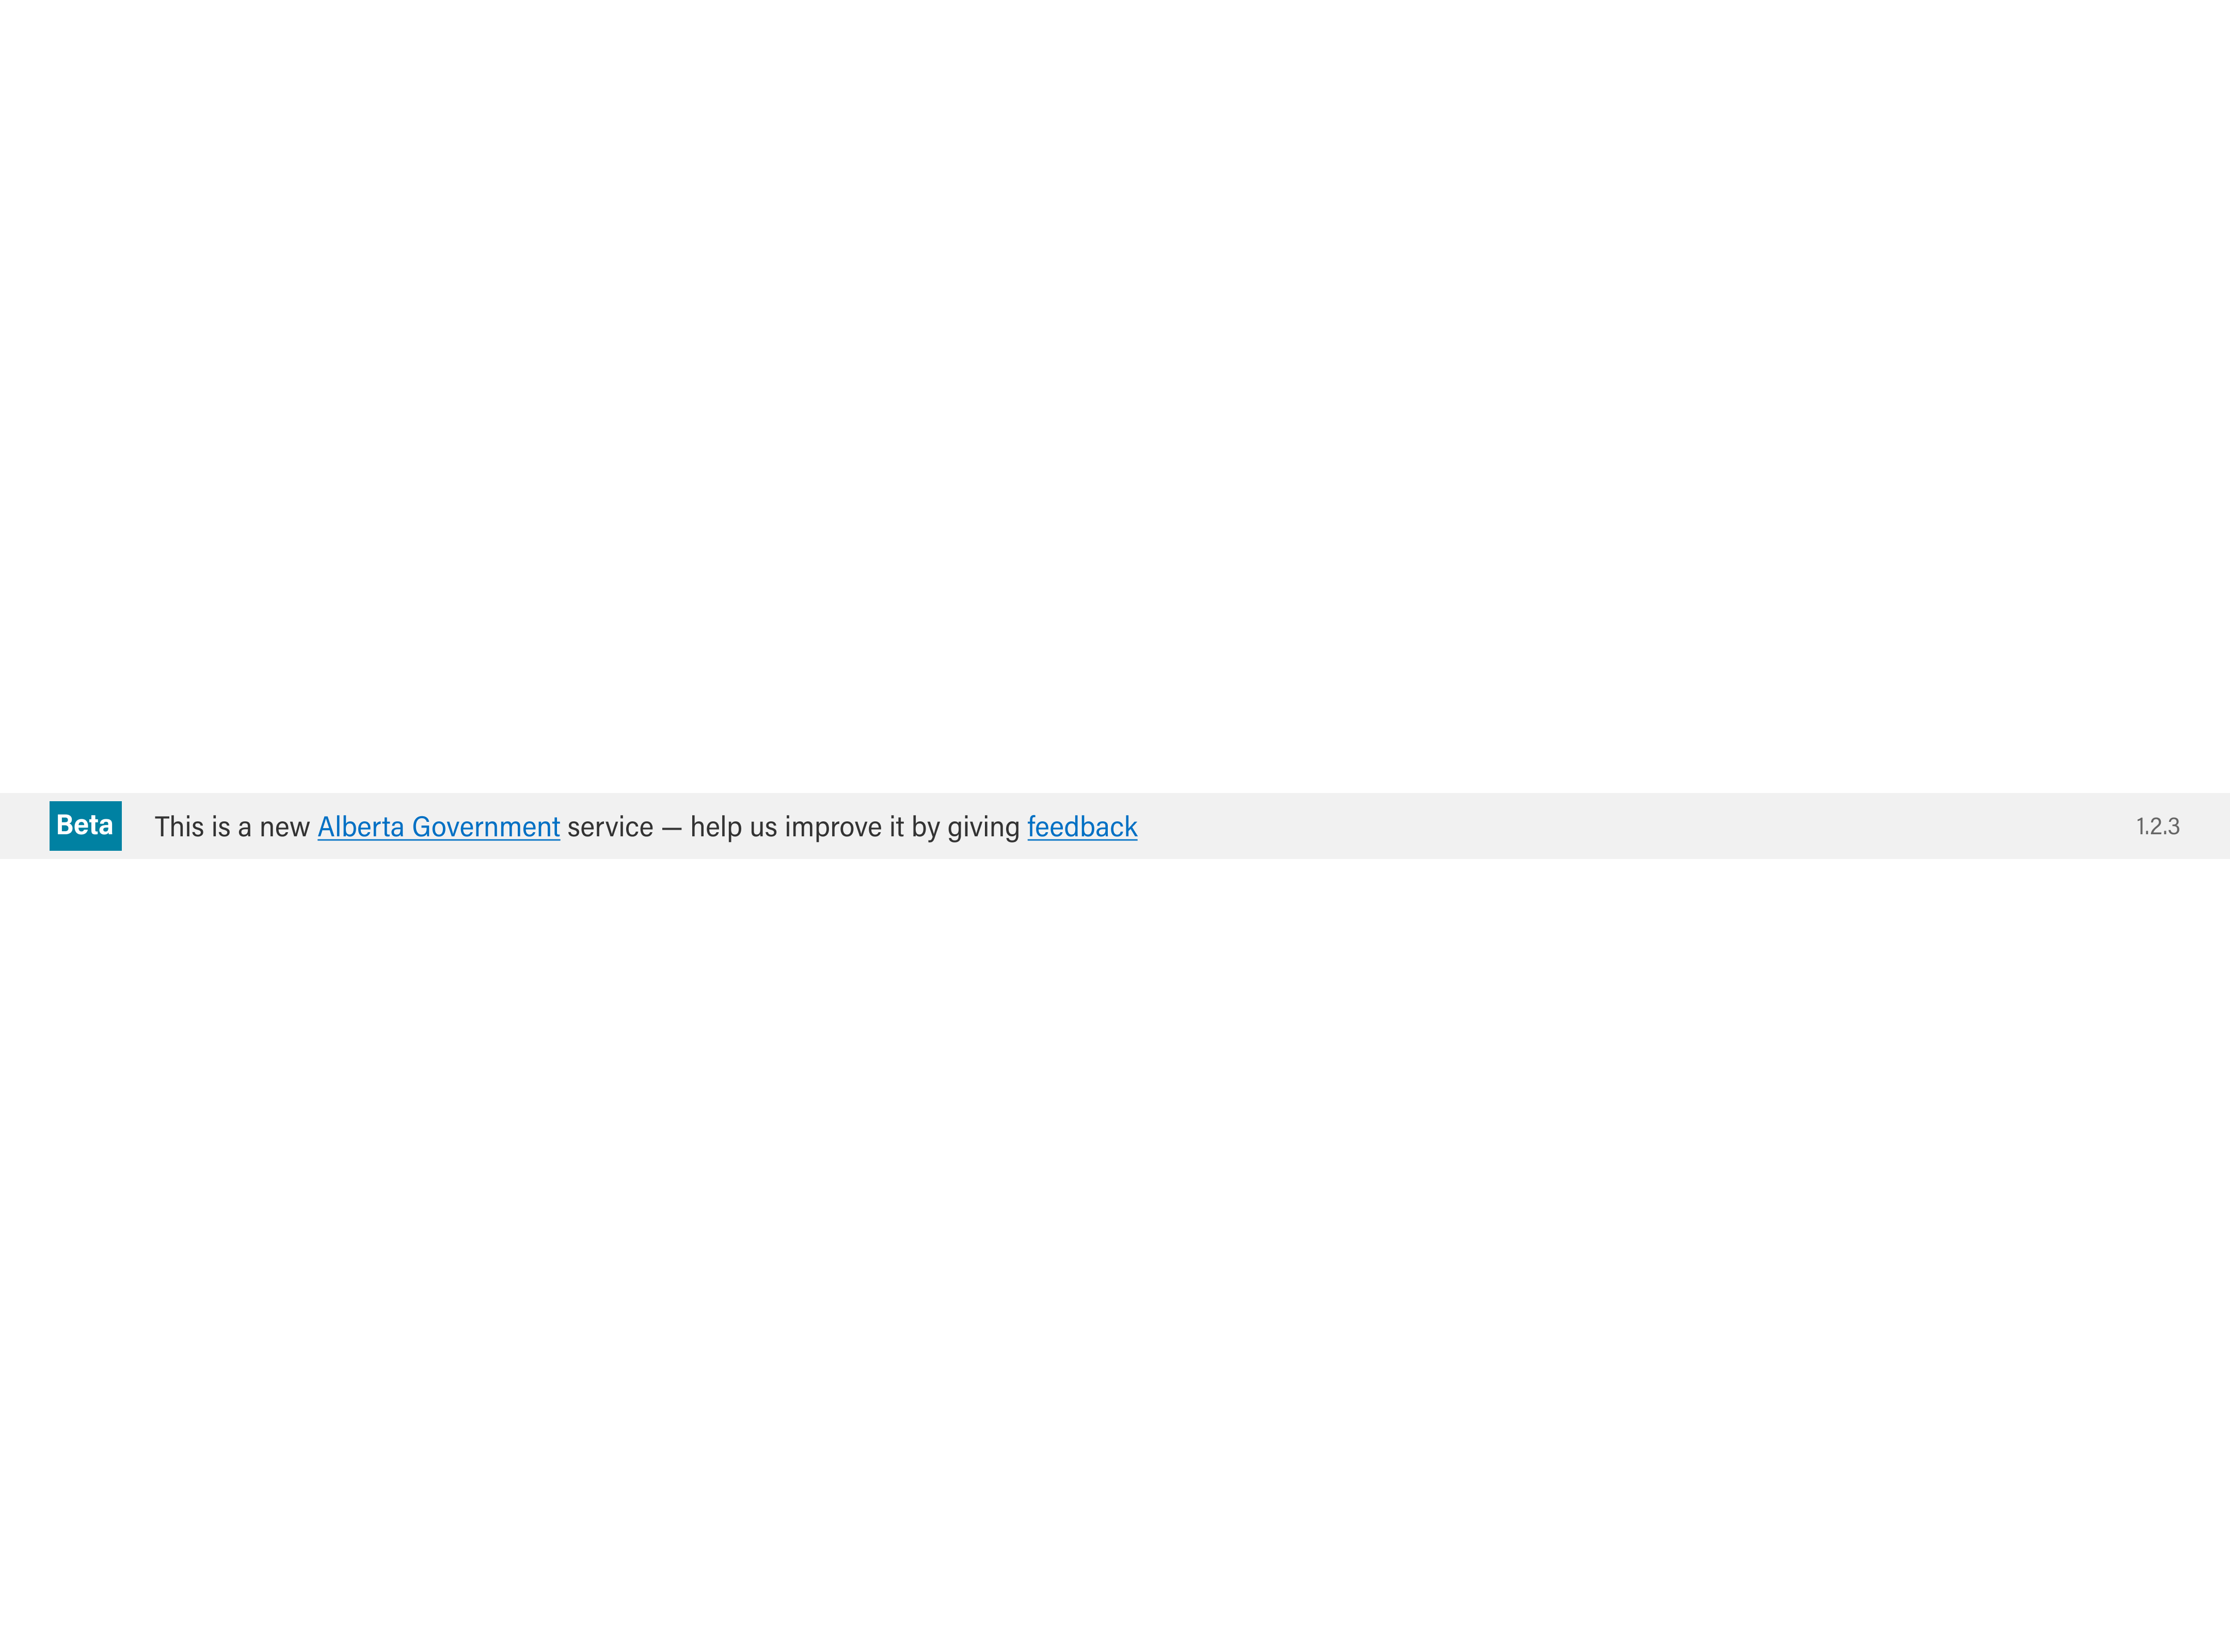 Beta This is a new Alberta Government service — help us improve it by giving feedback 1.2.3